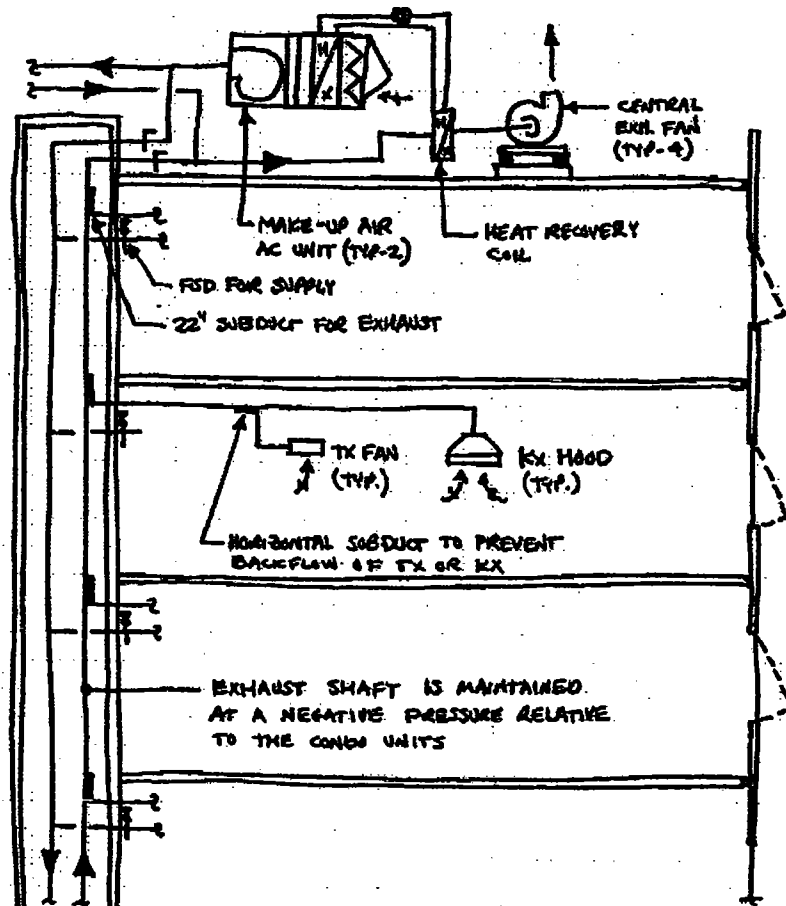 CENTRAL
EXH. FAN
(TYP-4)
MAKE-UP AIR
AC UNIT (TYP-2)
HEAT RECOVERY
COIL
FSD FOR SUPPLY
22" SUBDUCT FOR EXHAUST
TX FAN
(TYP.)
KX HOOD
(TYP.)
HORIZONTAL SUBDUCT TO PREVENT
BACKFLOW OF TX OR KX
EXHAUST SHAFT IS MAINTAINED
AT A NEGATIVE PRESSURE RELATIVE
TO THE CONDO UNITS